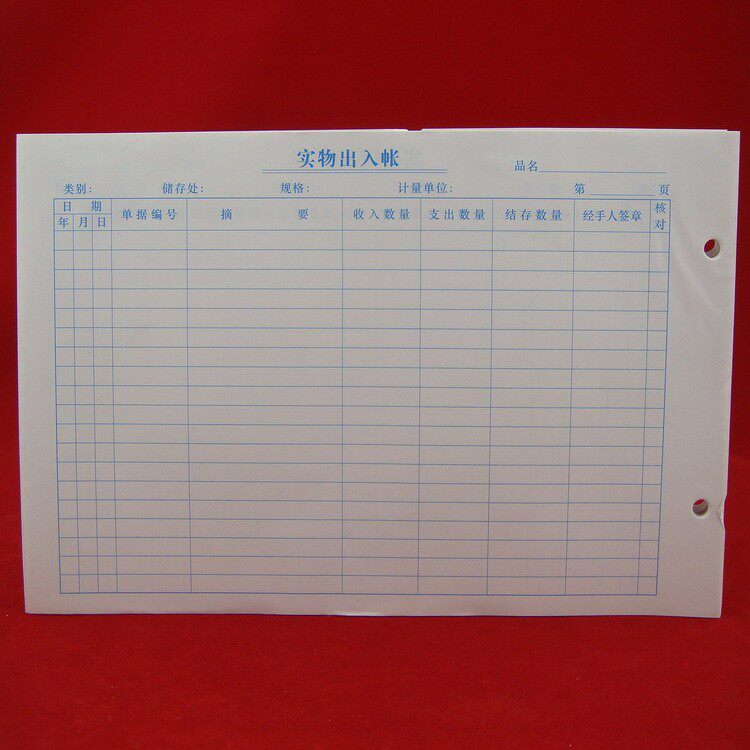 实物出入帐
品名
类别: 储存处: 规格: 计量单位: 第 页
日 期 单据编号 摘 要 收入数量 支出数量 结存数量 经手人签章 核对
年 月 日